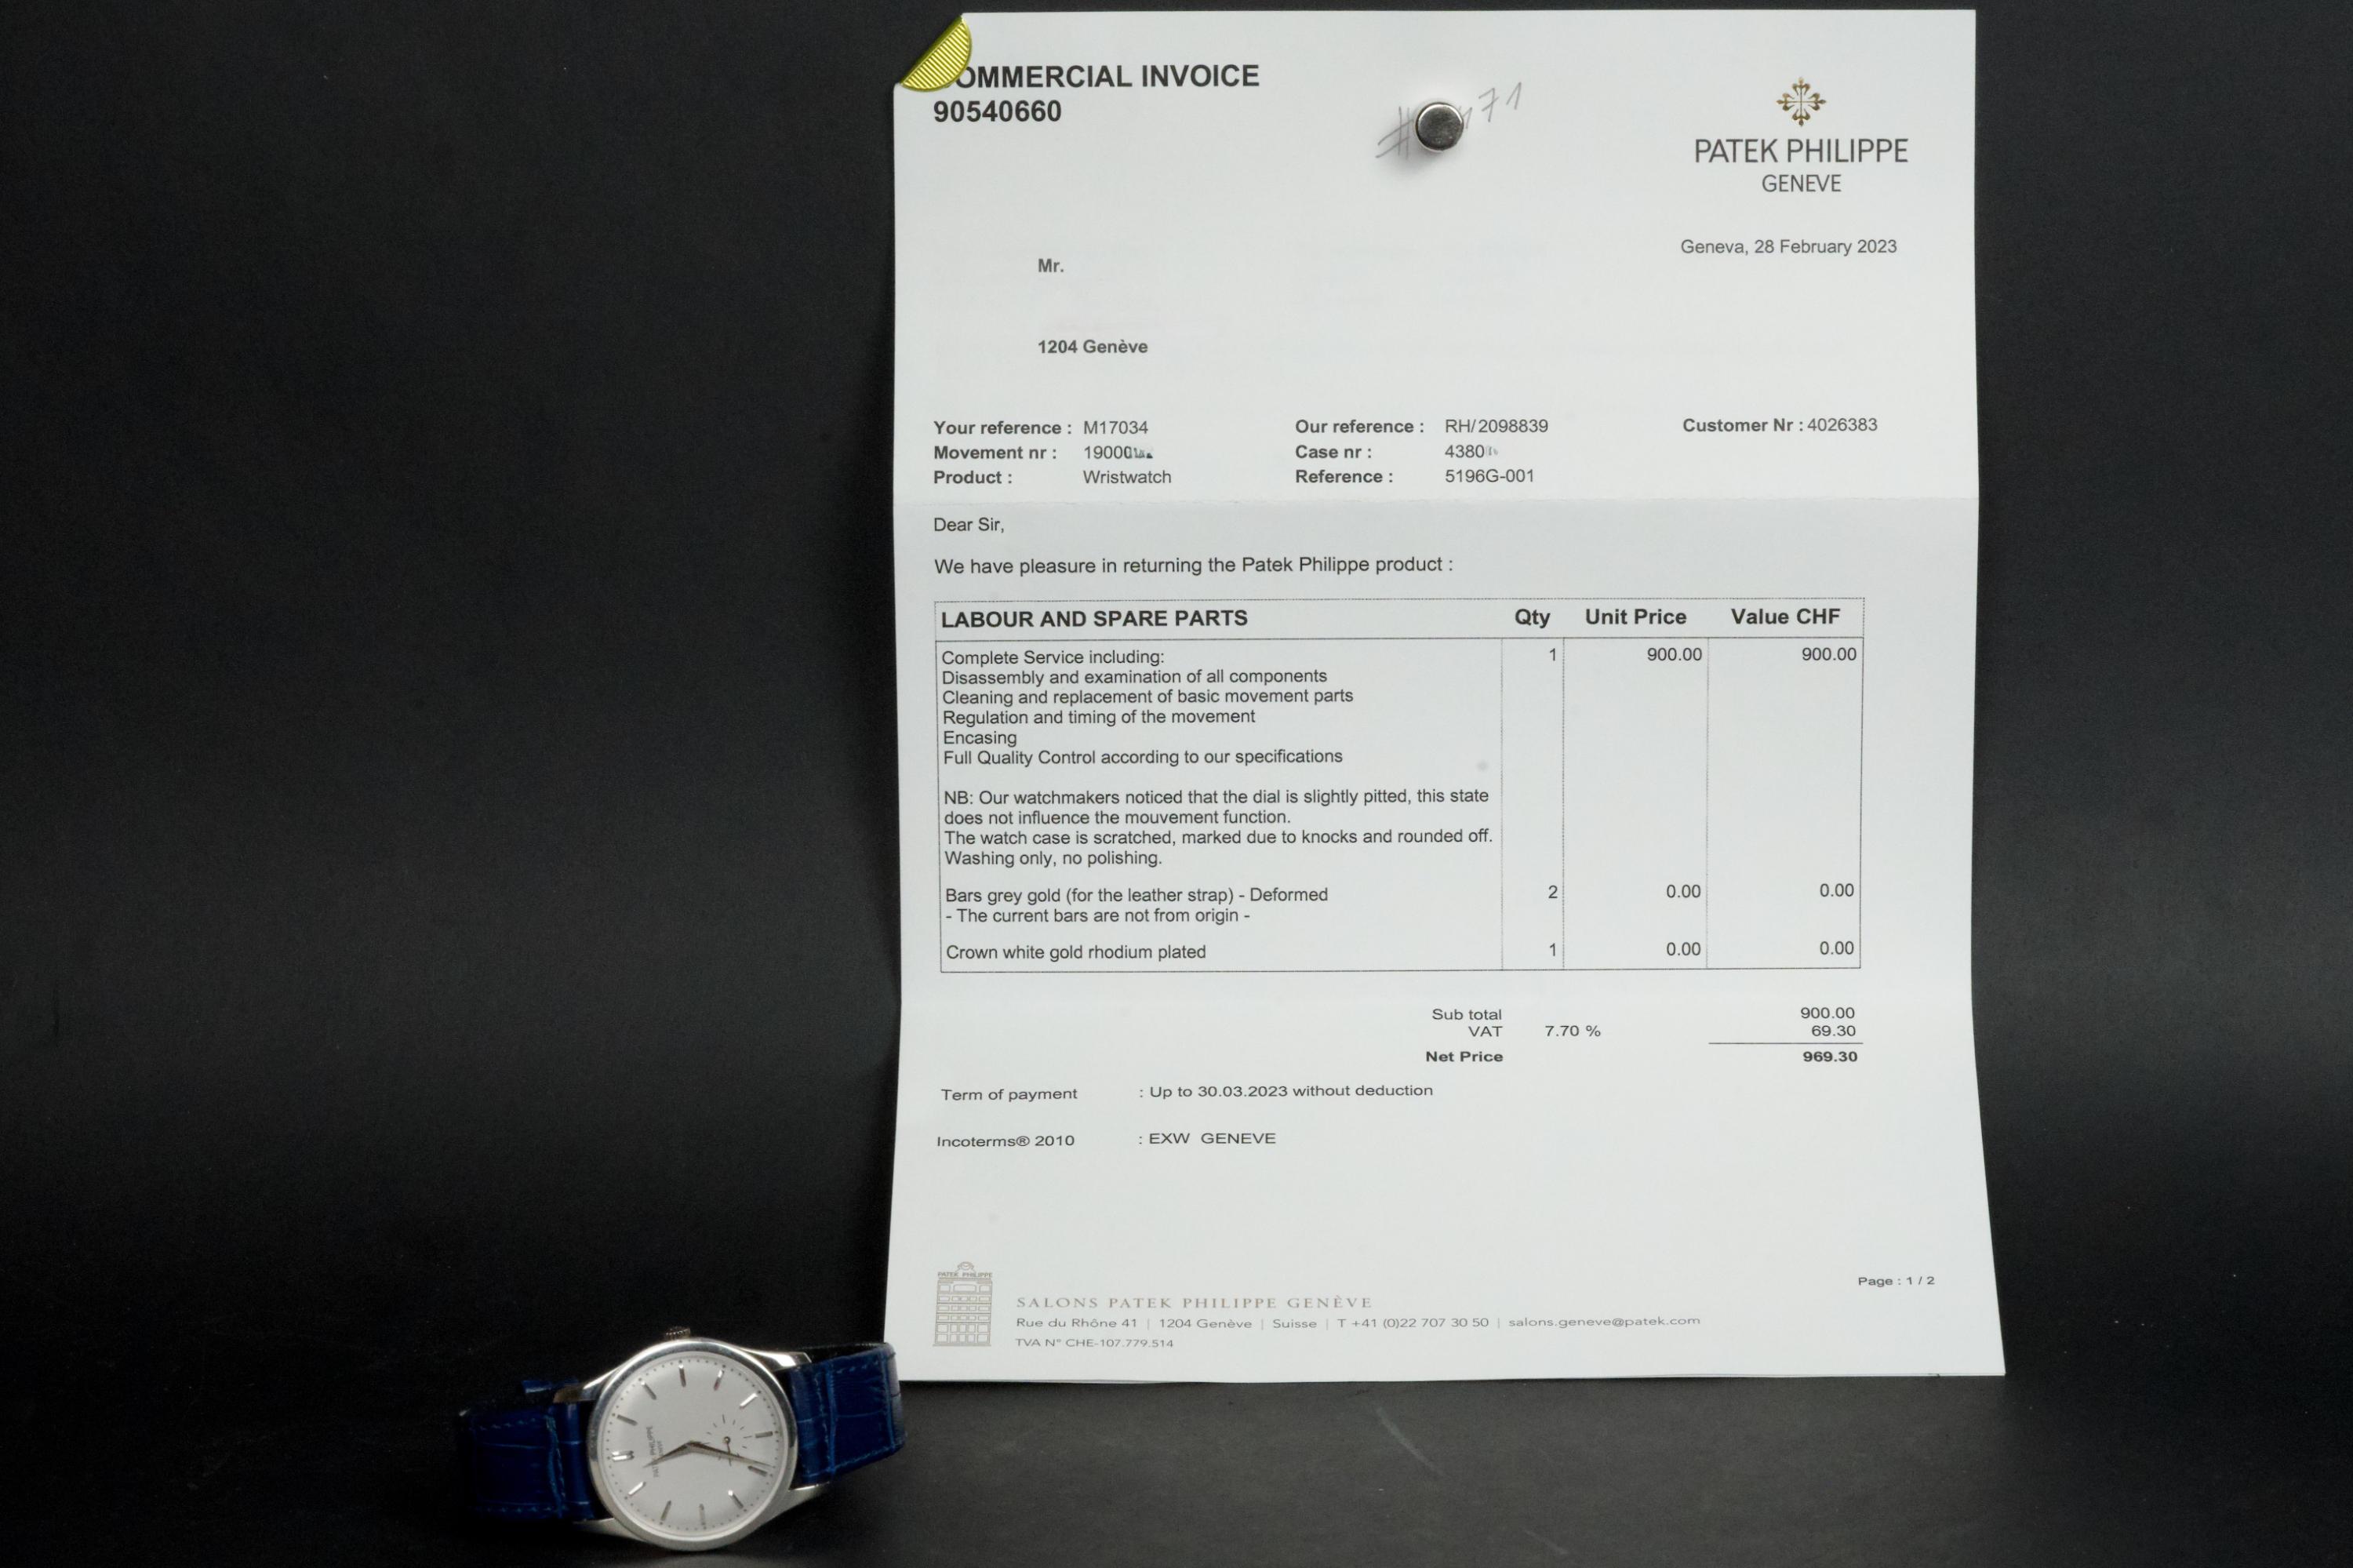 COMMERCIAL INVOICE
90540660
PATEK PHILIPPE
GENEVE
Geneva, 28 February 2023
Mr.
1204 Genève
Your reference : M17034 Our reference : RH/2098839 Customer Nr : 4026383
Movement nr : 19000 Case nr : 4380
Product : Wristwatch Reference : 5196G-001
Dear Sir,
We have pleasure in returning the Patek Philippe product :
LABOUR AND SPARE PARTS Qty Unit Price Value CHF
Complete Service including: 1 900.00 900.00
Disassembly and examination of all components
Cleaning and replacement of basic movement parts
Regulation and timing of the movement
Encasing
Full Quality Control according to our specifications
NB: Our watchmakers noticed that the dial is slightly pitted, this state
does not influence the mouvement function.
The watch case is scratched, marked due to knocks and rounded off.
Washing only, no polishing.
Bars grey gold (for the leather strap) - Deformed 2 0.00 0.00
- The current bars are not from origin -
Crown white gold rhodium plated 1 0.00 0.00
Sub total 900.00
VAT 7.70 % 69.30
Net Price 969.30
Term of payment : Up to 30.03.2023 without deduction
Incoterms® 2010 : EXW GENEVE
Page : 1 / 2
PATEK PHILIPPE
SALONS PATEK PHILIPPE GENÈVE
Rue du Rhône 41 | 1204 Genève | Suisse | T +41 (0)22 707 30 50 | salons.geneve@patek.com
TVA N° CHE-107.779.514
PATEK PHILIPPE